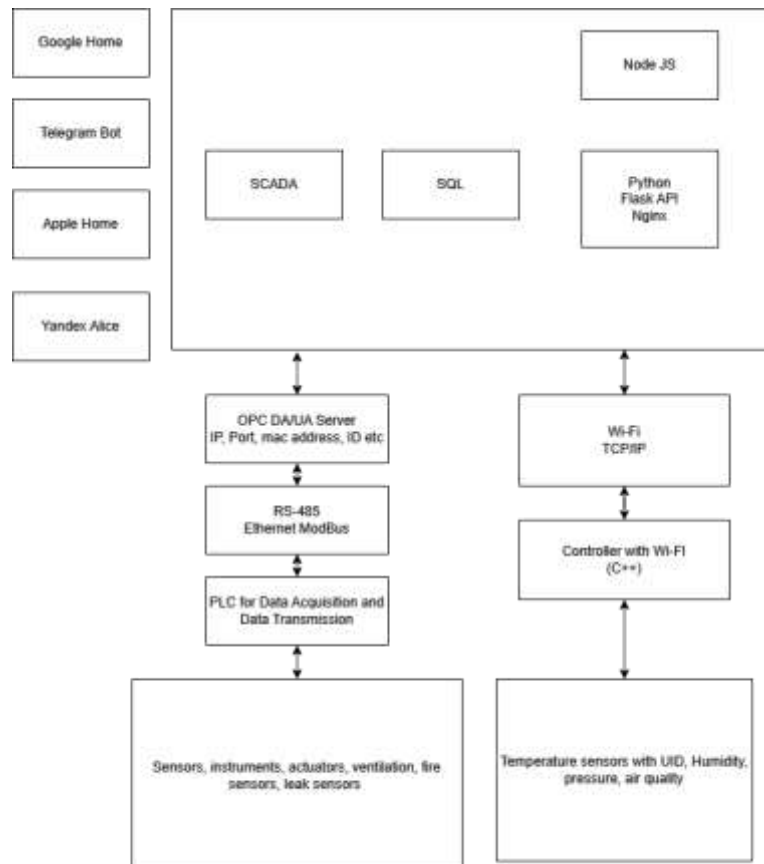 Google Home
Telegram Bot
Apple Home
Yandex Alice
Node JS
SCADA
SQL
Python
Flask API
Nginx
OPC DA/UA Server
IP, Port, mac address, ID etc
RS-485
Ethernet ModBus
PLC for Data Acquisition and
Data Transmission
Sensors, instruments, actuators, ventilation, fire
sensors, leak sensors
Wi-Fi
TCP/IP
Controller with Wi-FI
(C++)
Temperature sensors with UID, Humidity,
pressure, air quality